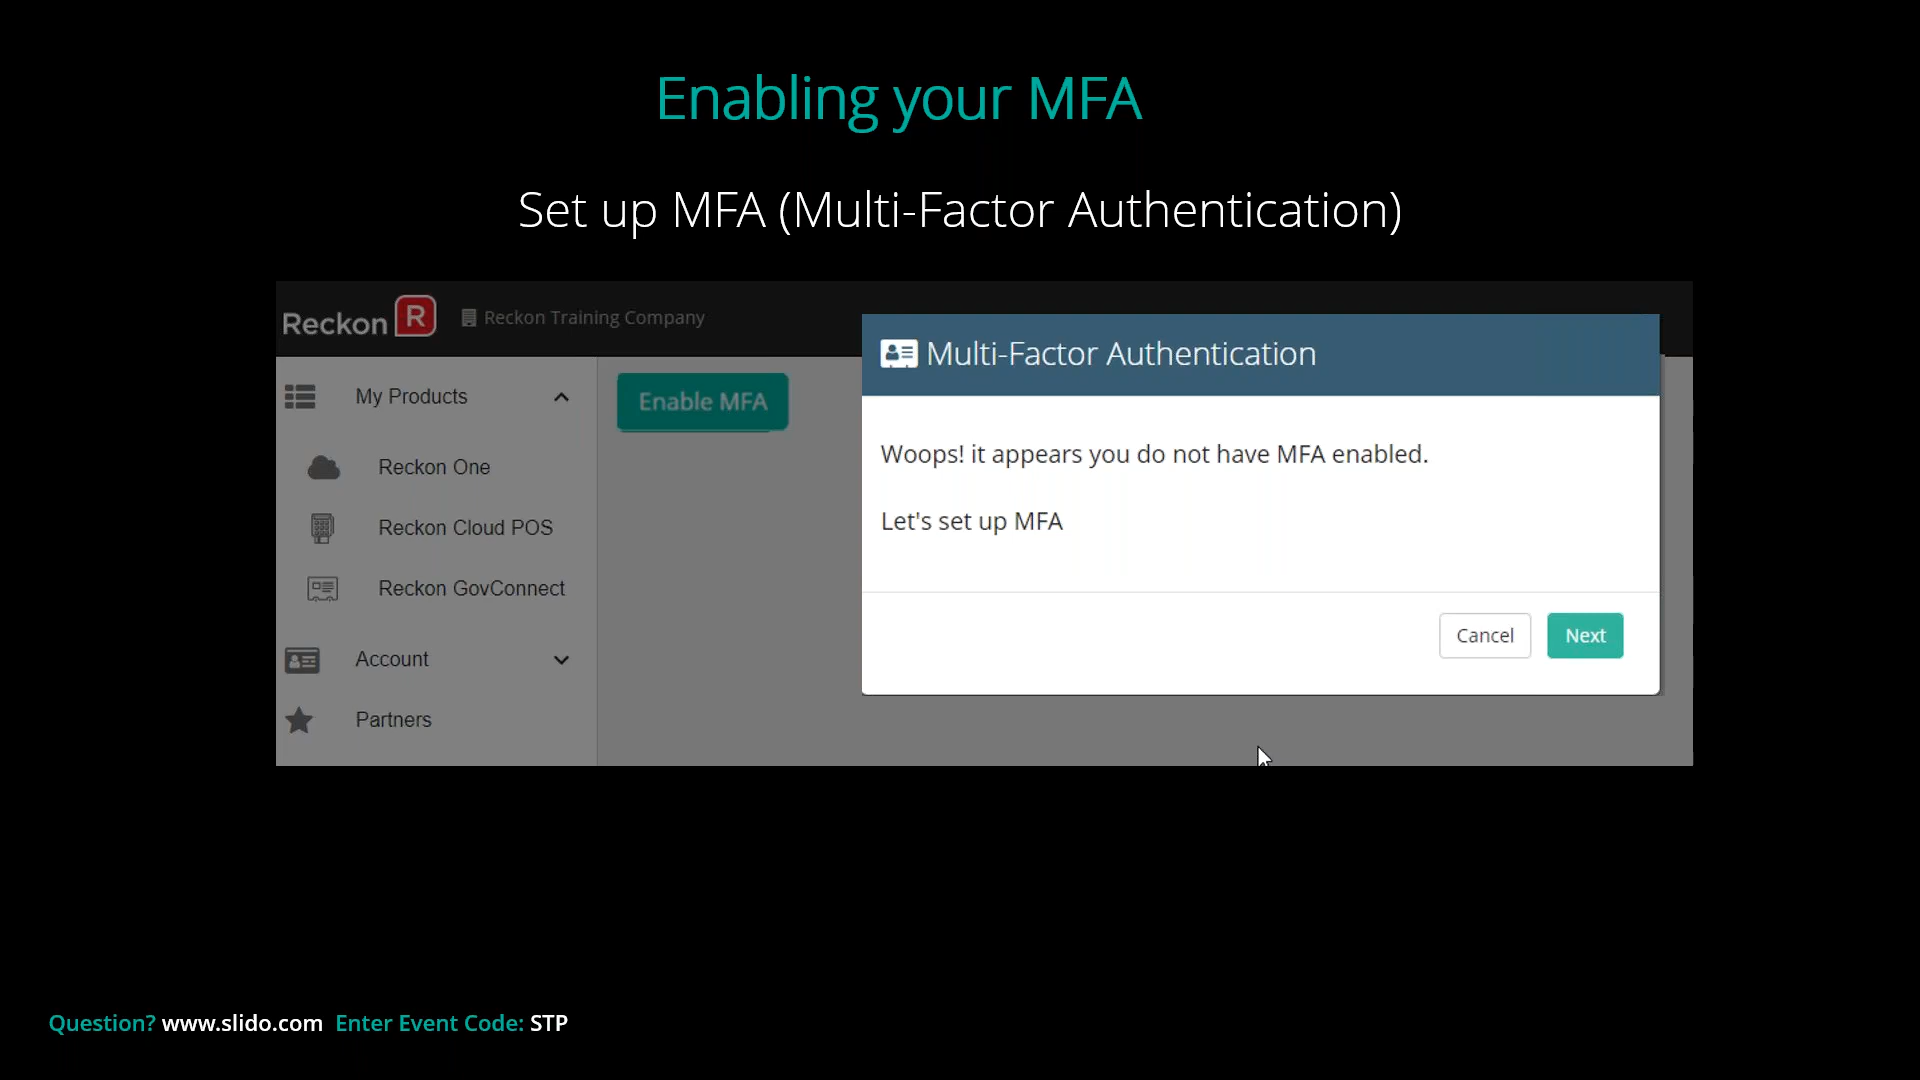 Enabling your MFA
Set up MFA (Multi-Factor Authentication)
Reckon R
Reckon Training Company
Multi-Factor Authentication
My Products
Enable MFA
Woops! it appears you do not have MFA enabled.
Reckon One
Let's set up MFA
Reckon Cloud POS
Reckon GovConnect
Cancel
Next
Account
Partners
Question? www.slido.com Enter Event Code: STP